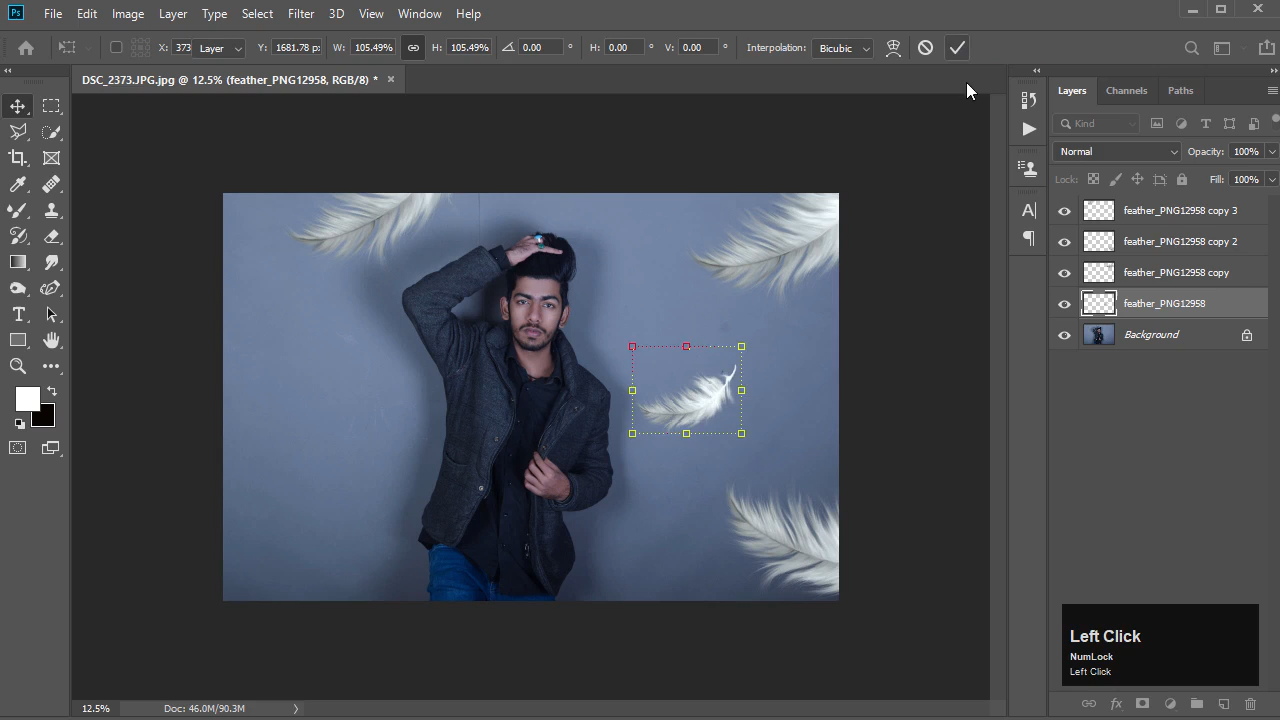 Ps File Edit Image Layer Type Select Filter 3D View Window Help
X: 373 Layer Y: 1681.78 px W: 105.49% H: 105.49% 0.00 ° H: 0.00 ° V: 0.00 ° Interpolation: Bicubic
DSC_2373.JPG.jpg @ 12.5% (feather_PNG12958, RGB/8) * ×
Layers Channels Paths
Kind
Normal Opacity: 100%
Lock: Fill: 100%
feather_PNG12958 copy 3
feather_PNG12958 copy 2
feather_PNG12958 copy
feather_PNG12958
Background
Left Click
NumLock
Left Click
12.5% Doc: 46.0M/90.3M